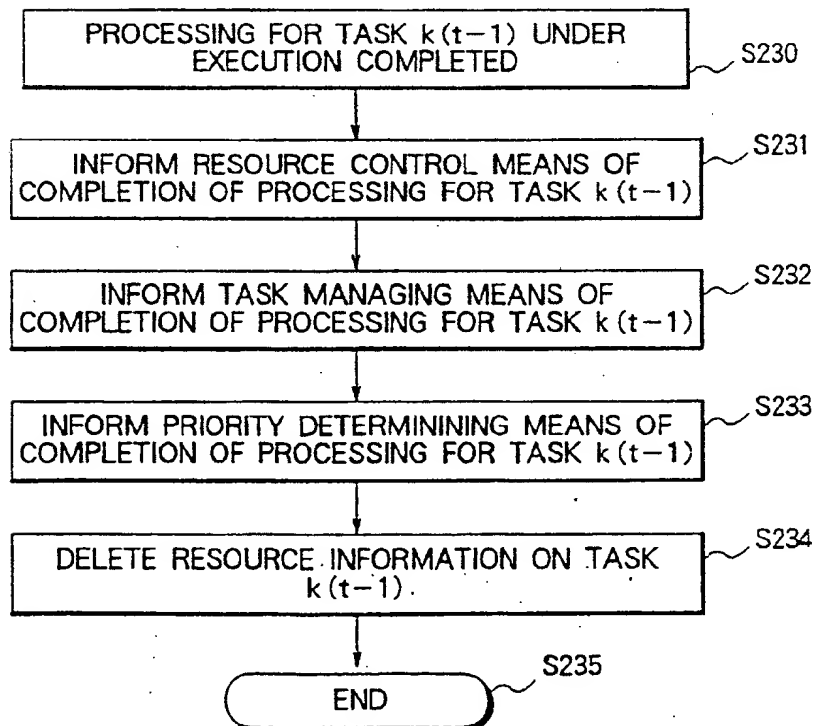 PROCESSING FOR TASK k(t-1) UNDER
EXECUTION COMPLETED
S230
INFORM RESOURCE CONTROL MEANS OF
COMPLETION OF PROCESSING FOR TASK k(t-1)
S231
INFORM TASK MANAGING MEANS OF
COMPLETION OF PROCESSING FOR TASK k(t-1)
S232
INFORM PRIORITY DETERMININING MEANS OF
COMPLETION OF PROCESSING FOR TASK k(t-1)
S233
DELETE RESOURCE INFORMATION ON TASK
k(t-1).
S234
END
S235